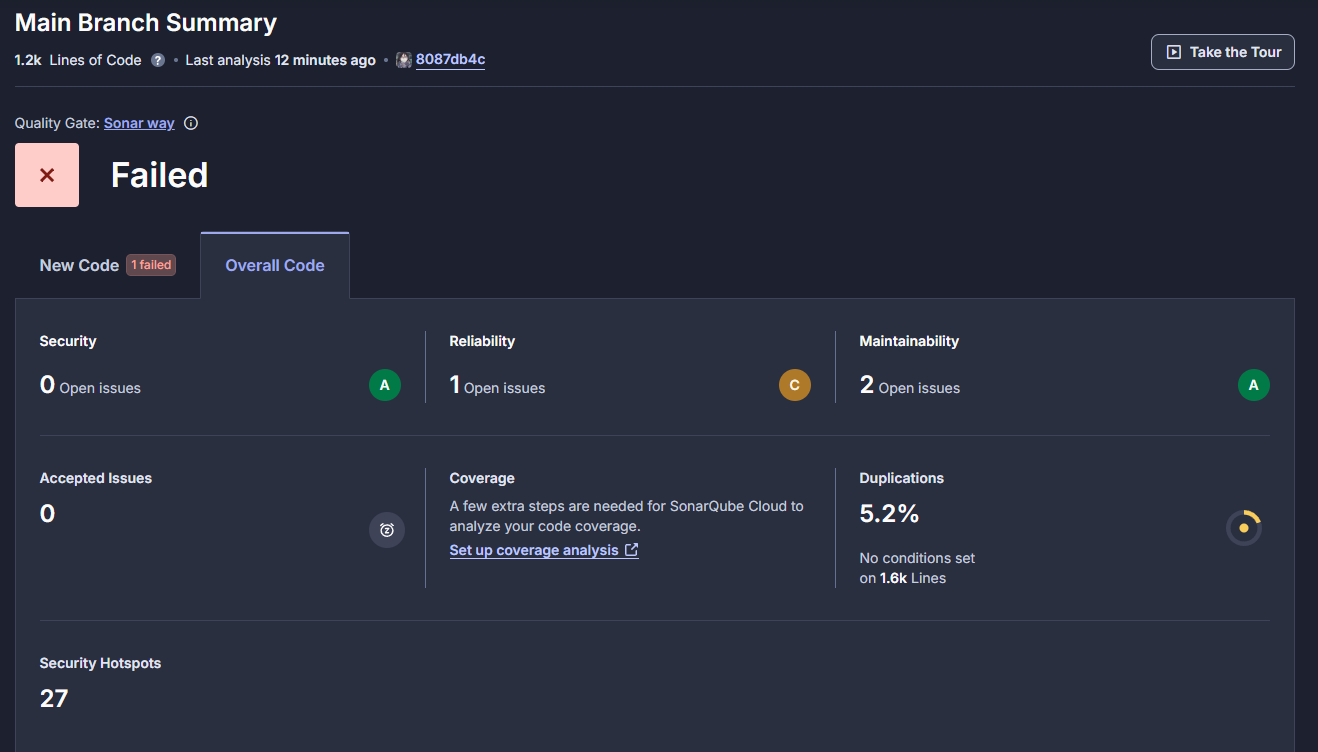 Main Branch Summary
1.2k Lines of Code ? • Last analysis 12 minutes ago • 8087db4c
Take the Tour
Quality Gate: Sonar way
Failed
New Code 1 failed
Overall Code
Security
0 Open issues
A
Reliability
1 Open issues
C
Maintainability
2 Open issues
A
Accepted Issues
0
Coverage
A few extra steps are needed for SonarQube Cloud to
analyze your code coverage.
Set up coverage analysis
Duplications
5.2%
No conditions set
on 1.6k Lines
Security Hotspots
27